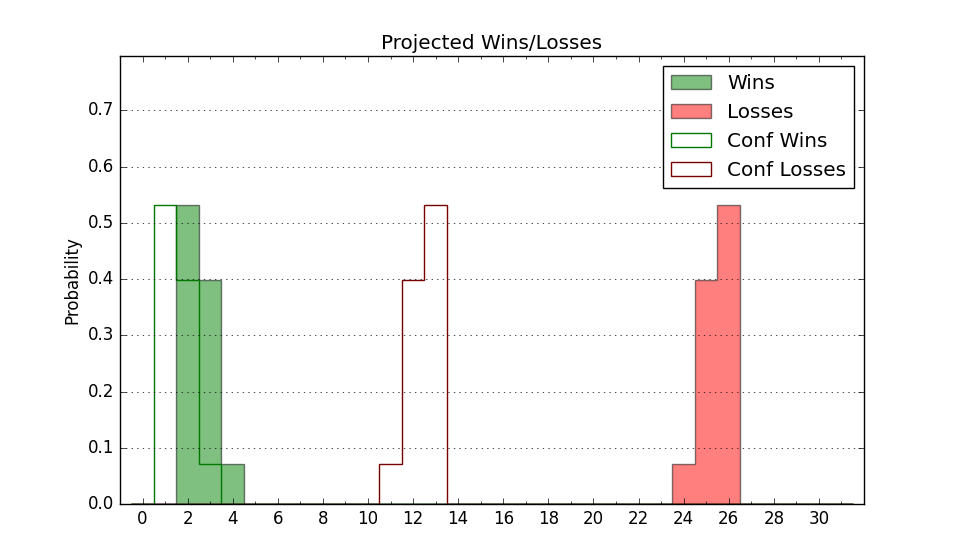 Projected Wins/Losses
Wins
Losses
Conf Wins
Conf Losses
Probability
0.7
0.6
0.5
0.4
0.3
0.2
0.1
0.0
0 2 4 6 8 10 12 14 16 18 20 22 24 26 28 30